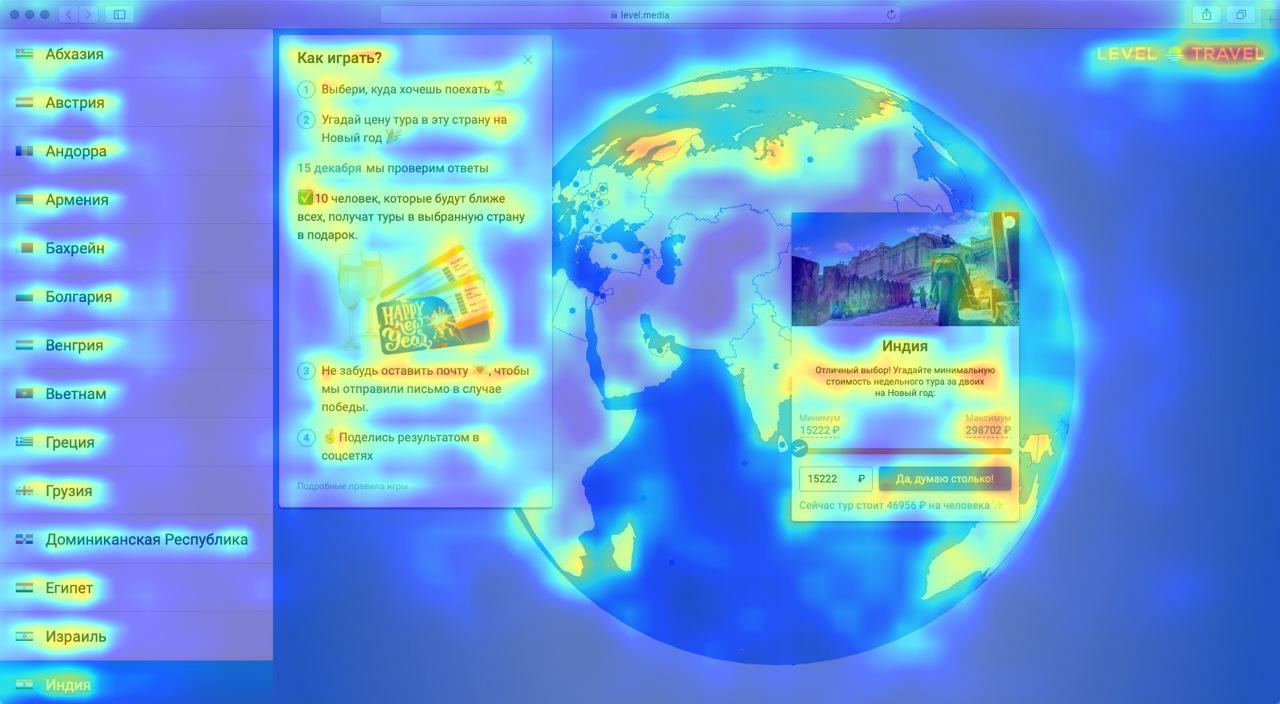 level.media
LEVEL TRAVEL
Абхазия
Австрия
Андорра
Армения
Бахрейн
Болгария
Венгрия
Вьетнам
Греция
Грузия
Доминиканская Республика
Египет
Израиль
Индия
Как играть?
1 Выбери, куда хочешь поехать
2 Угадай цену тура в эту страну на
Новый год
15 декабря мы проверим ответы
10 человек, которые будут ближе
всех, получат туры в выбранную страну
в подарок.
HAPPY
New
Year
3 Не забудь оставить почту , чтобы
мы отправили письмо в случае
победы.
4 Поделись результатом в
соцсетях
Подробные правила игры
Индия
Отличный выбор! Угадайте минимальную
стоимость недельного тура за двоих
на Новый год:
Минимум Максимум
15222 ₽ 298702 ₽
15222 ₽ Да, думаю столько!
Сейчас тур стоит 46956 ₽ на человека